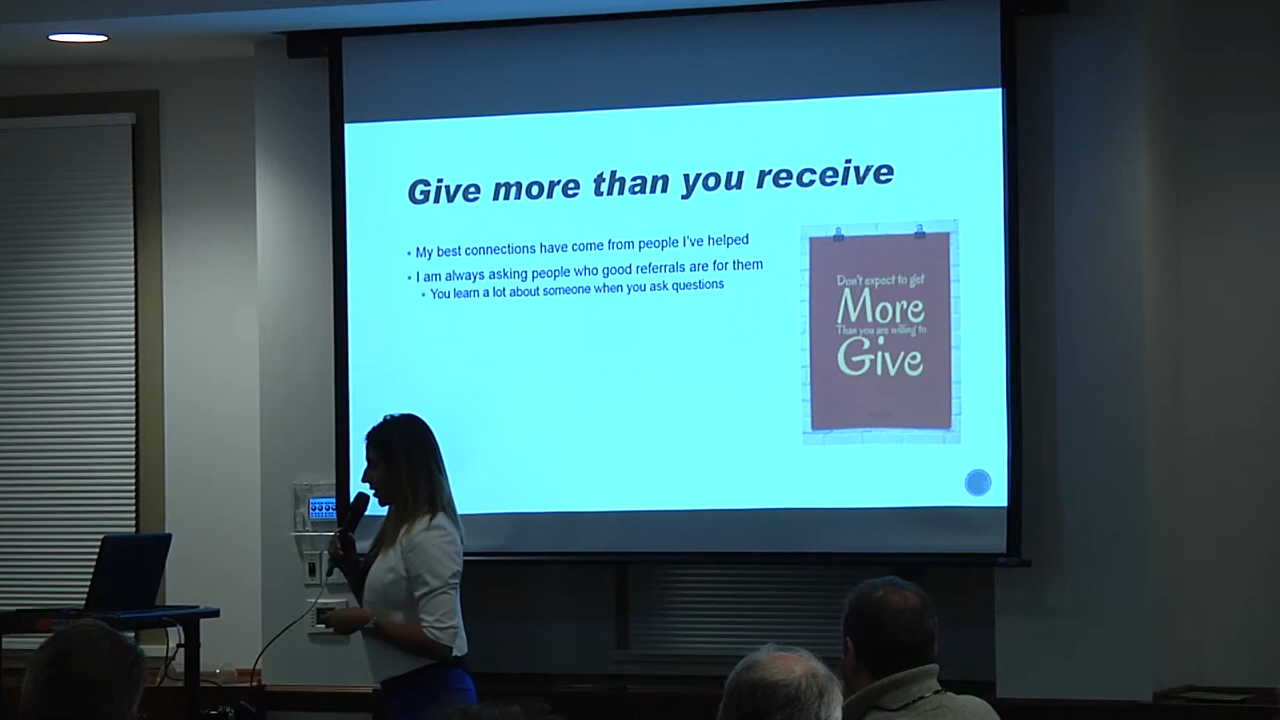 Give more than you receive
My best connections have come from people I've helped
I am always asking people who good referrals are for them
You learn a lot about someone when you ask questions
Don't expect to get
More
Than you are willing to
Give